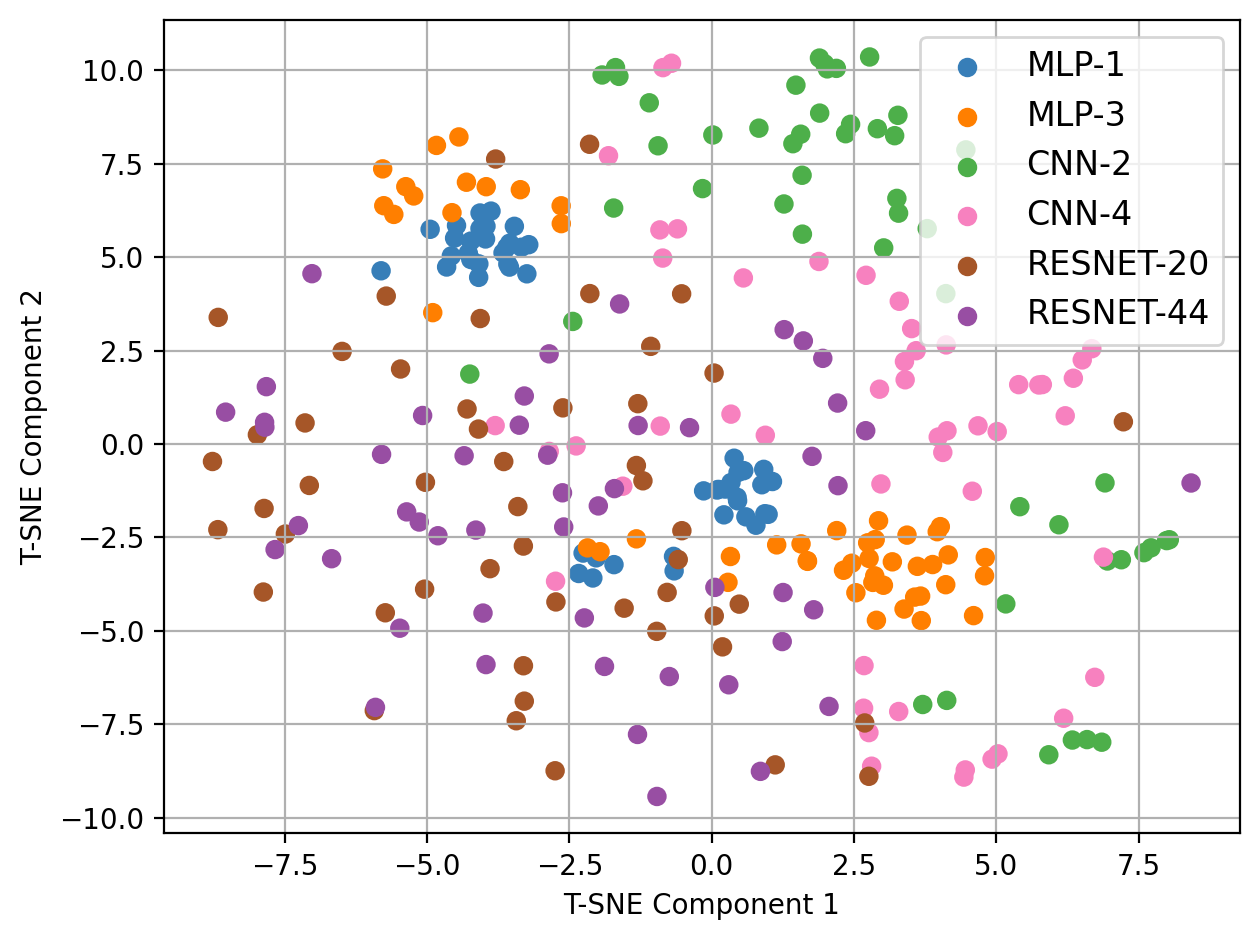 MLP-1
MLP-3
CNN-2
CNN-4
RESNET-20
RESNET-44
10.0
7.5
5.0
2.5
0.0
−2.5
−5.0
−7.5
−10.0
T-SNE Component 2
−7.5 −5.0 −2.5 0.0 2.5 5.0 7.5
T-SNE Component 1